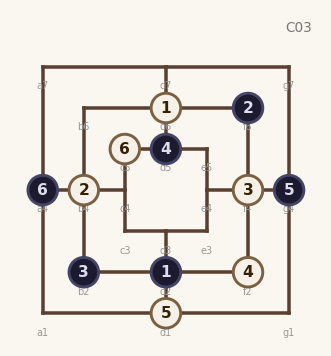 C03
a7 d7 g7
1 2
b6 d6 f6
6 4
c5 d5 e5
6 2 3 5
a4 b4 c4 e4 f4 g4
c3 d3 e3
3 1 4
b2 d2 f2
5
a1 d1 g1